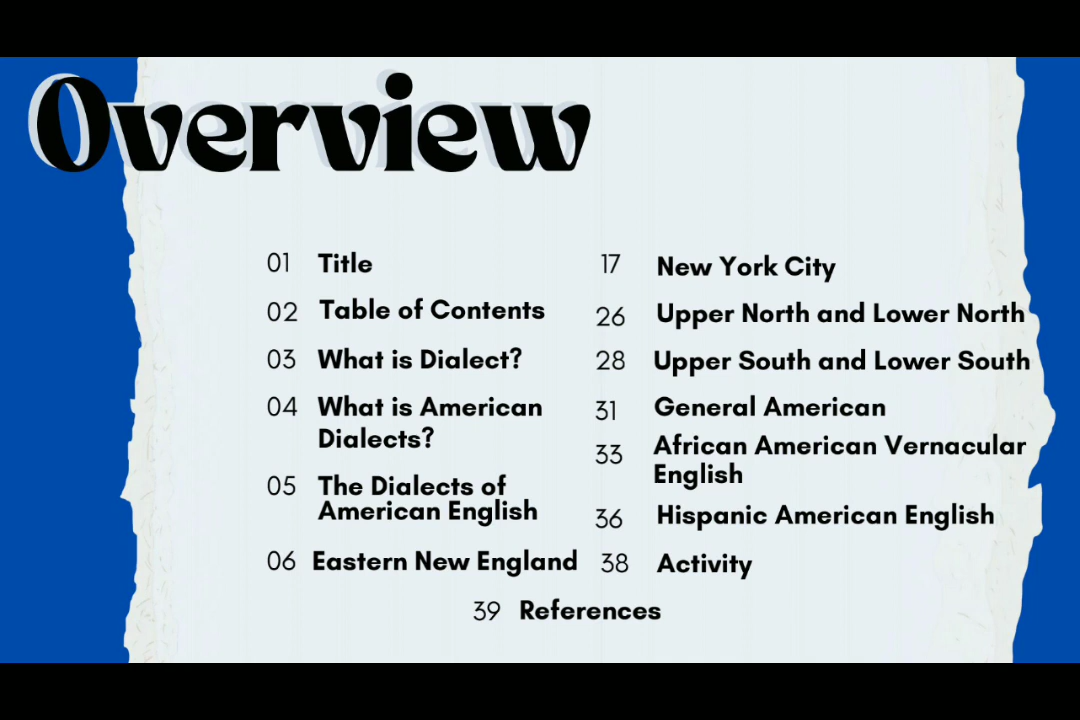 Overview
01 Title
02 Table of Contents
03 What is Dialect?
04 What is American
Dialects?
05 The Dialects of
American English
06 Eastern New England
17 New York City
26 Upper North and Lower North
28 Upper South and Lower South
31 General American
33 African American Vernacular
English
36 Hispanic American English
38 Activity
39 References